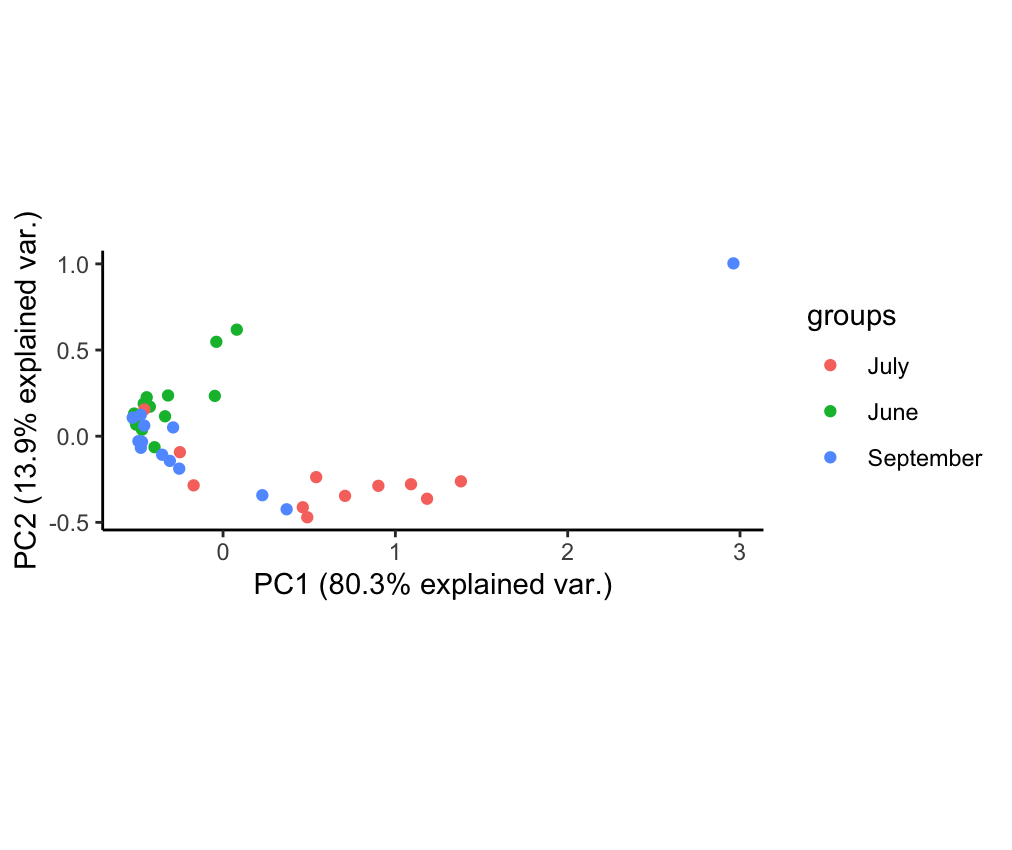 PC2 (13.9% explained var.)
1.0
0.5
0.0
-0.5
0
1
2
3
PC1 (80.3% explained var.)
groups
July
June
September